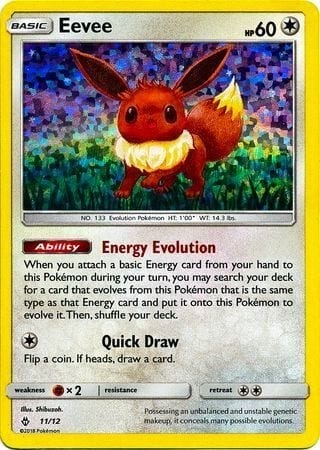 BASIC Eevee HP 60
NO. 133 Evolution Pokémon HT: 1'00" WT: 14.3 lbs.
Ability Energy Evolution
When you attach a basic Energy card from your hand to
this Pokémon during your turn, you may search your deck
for a card that evolves from this Pokémon that is the same
type as that Energy card and put it onto this Pokémon to
evolve it. Then, shuffle your deck.
Quick Draw
Flip a coin. If heads, draw a card.
weakness × 2 resistance retreat
Illus. Shibuzoh.
11/12
©2018 Pokémon
Possessing an unbalanced and unstable genetic
makeup, it conceals many possible evolutions.